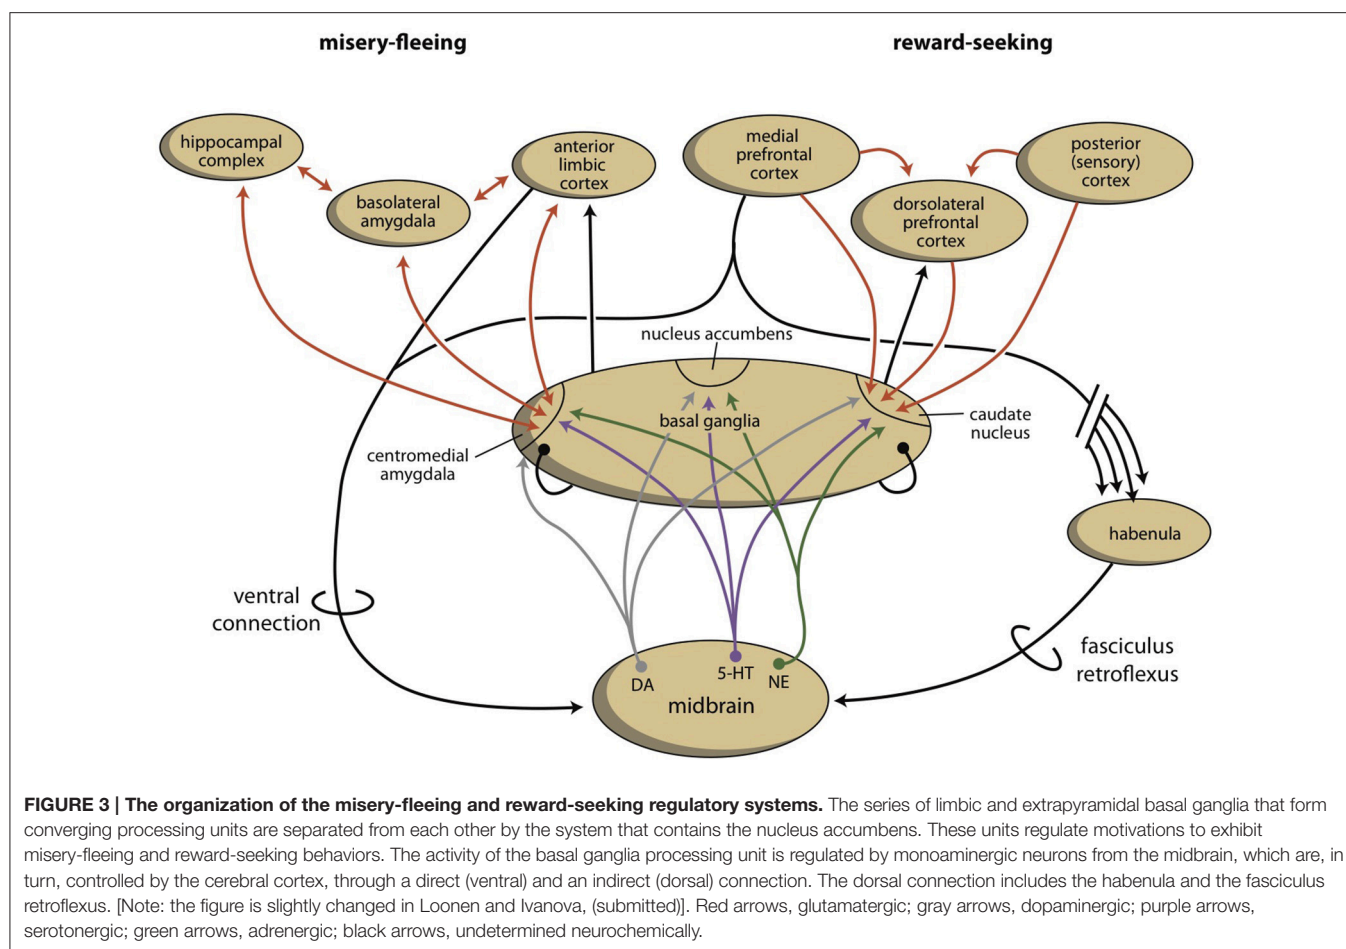 misery-fleeing
reward-seeking
hippocampal
complex
basolateral
amygdala
anterior
limbic
cortex
medial
prefrontal
cortex
dorsolateral
prefrontal
cortex
posterior
(sensory)
cortex
nucleus accumbens
basal ganglia
centromedial
amygdala
caudate
nucleus
habenula
ventral
connection
fasciculus
retroflexus
DA
5-HT
NE
midbrain
FIGURE 3 | The organization of the misery-fleeing and reward-seeking regulatory systems. The series of limbic and extrapyramidal basal ganglia that form
converging processing units are separated from each other by the system that contains the nucleus accumbens. These units regulate motivations to exhibit
misery-fleeing and reward-seeking behaviors. The activity of the basal ganglia processing unit is regulated by monoaminergic neurons from the midbrain, which are, in
turn, controlled by the cerebral cortex, through a direct (ventral) and an indirect (dorsal) connection. The dorsal connection includes the habenula and the fasciculus
retroflexus. [Note: the figure is slightly changed in Loonen and Ivanova, (submitted)]. Red arrows, glutamatergic; gray arrows, dopaminergic; purple arrows,
serotonergic; green arrows, adrenergic; black arrows, undetermined neurochemically.